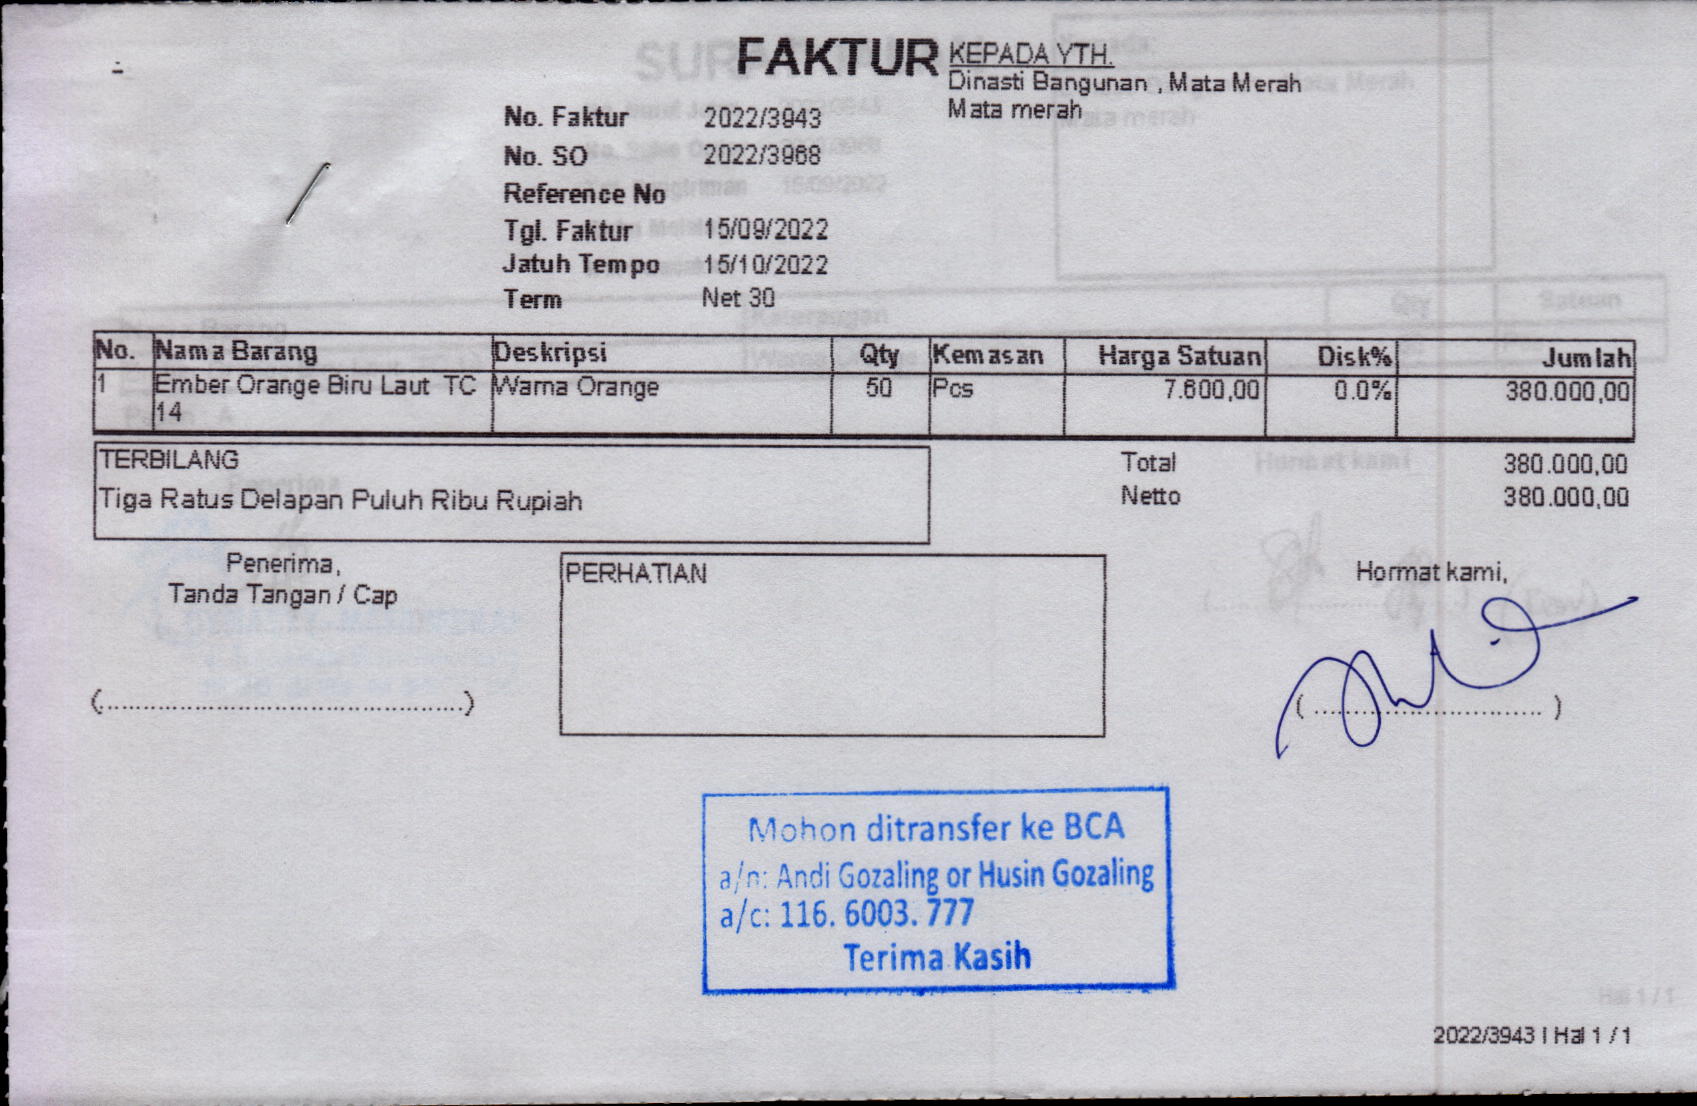 FAKTUR
KEPADA YTH.
Dinasti Bangunan , Mata Merah
Mata merah
No. Faktur 2022/3943
No. SO 2022/3968
Reference No
Tgl. Faktur 15/09/2022
Jatuh Tempo 15/10/2022
Term Net 30
No. Nama Barang Deskripsi Qty Kemasan Harga Satuan Disk% Jumlah
1 Ember Orange Biru Laut TC Warna Orange 50 Pcs 7.600,00 0.0% 380.000,00
14
TERBILANG
Tiga Ratus Delapan Puluh Ribu Rupiah
Total 380.000,00
Netto 380.000,00
Penerima,
Tanda Tangan / Cap
(..............................................)
PERHATIAN
Hormat kami,
( ............................... )
Mohon ditransfer ke BCA
a/n: Andi Gozaling or Husin Gozaling
a/c: 116. 6003. 777
Terima Kasih
2022/3943 | Hal 1 / 1